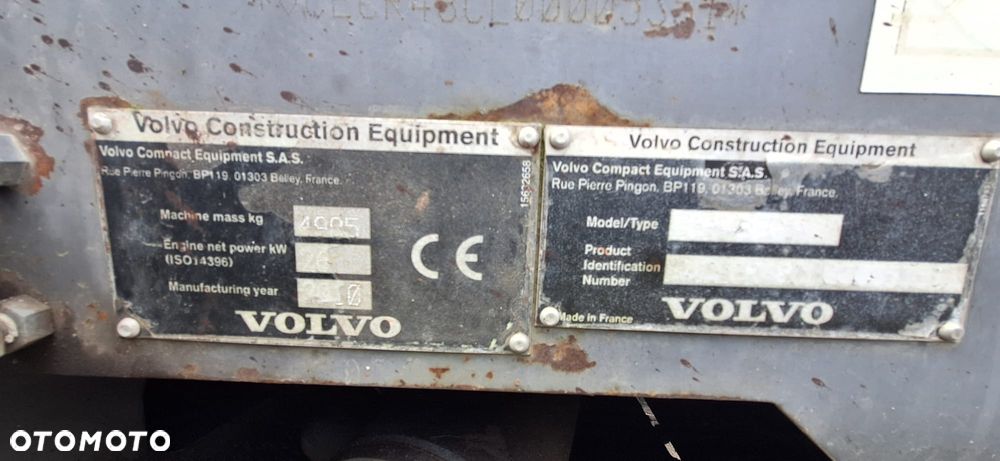 Volvo Construction Equipment
Volvo Compact Equipment S.A.S.
Rue Pierre Pingon, BP119, 01303 Belley, France.
15672658
Machine mass kg
4985
Engine net power kW
(ISO14396)
Manufacturing year
CE
VOLVO
Volvo Construction Equipment
Volvo Compact Equipment S.A.S.
Rue Pierre Pingon, BP119, 01303 Belley, France.
Model/Type
Product
Identification
Number
VOLVO
Made in France
OTOMOTO